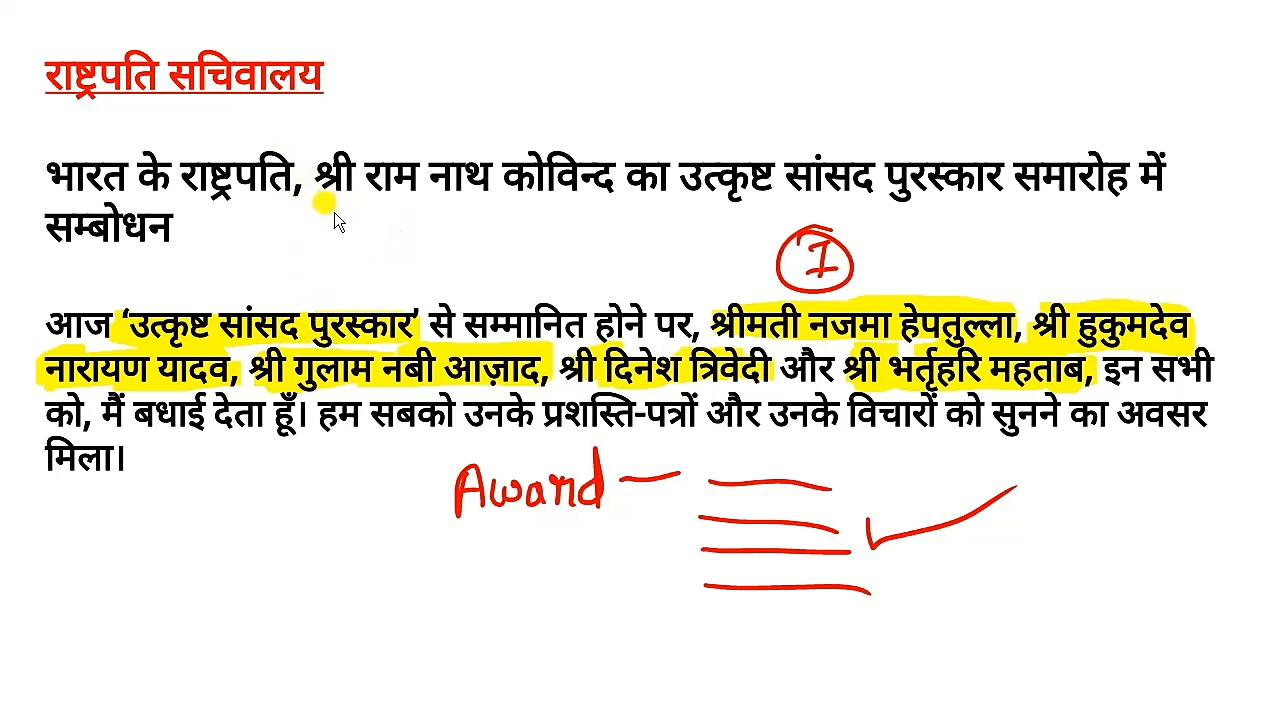 राष्ट्रपति सचिवालय
भारत के राष्ट्रपति, श्री राम नाथ कोविन्द का उत्कृष्ट सांसद पुरस्कार समारोह में
सम्बोधन
I
आज ‘उत्कृष्ट सांसद पुरस्कार’ से सम्मानित होने पर, श्रीमती नजमा हेपतुल्ला, श्री हुकुमदेव
नारायण यादव, श्री गुलाम नबी आज़ाद, श्री दिनेश त्रिवेदी और श्री भर्तृहरि महताब, इन सभी
को, मैं बधाई देता हूँ। हम सबको उनके प्रशस्ति-पत्रों और उनके विचारों को सुनने का अवसर
मिला।
Award —